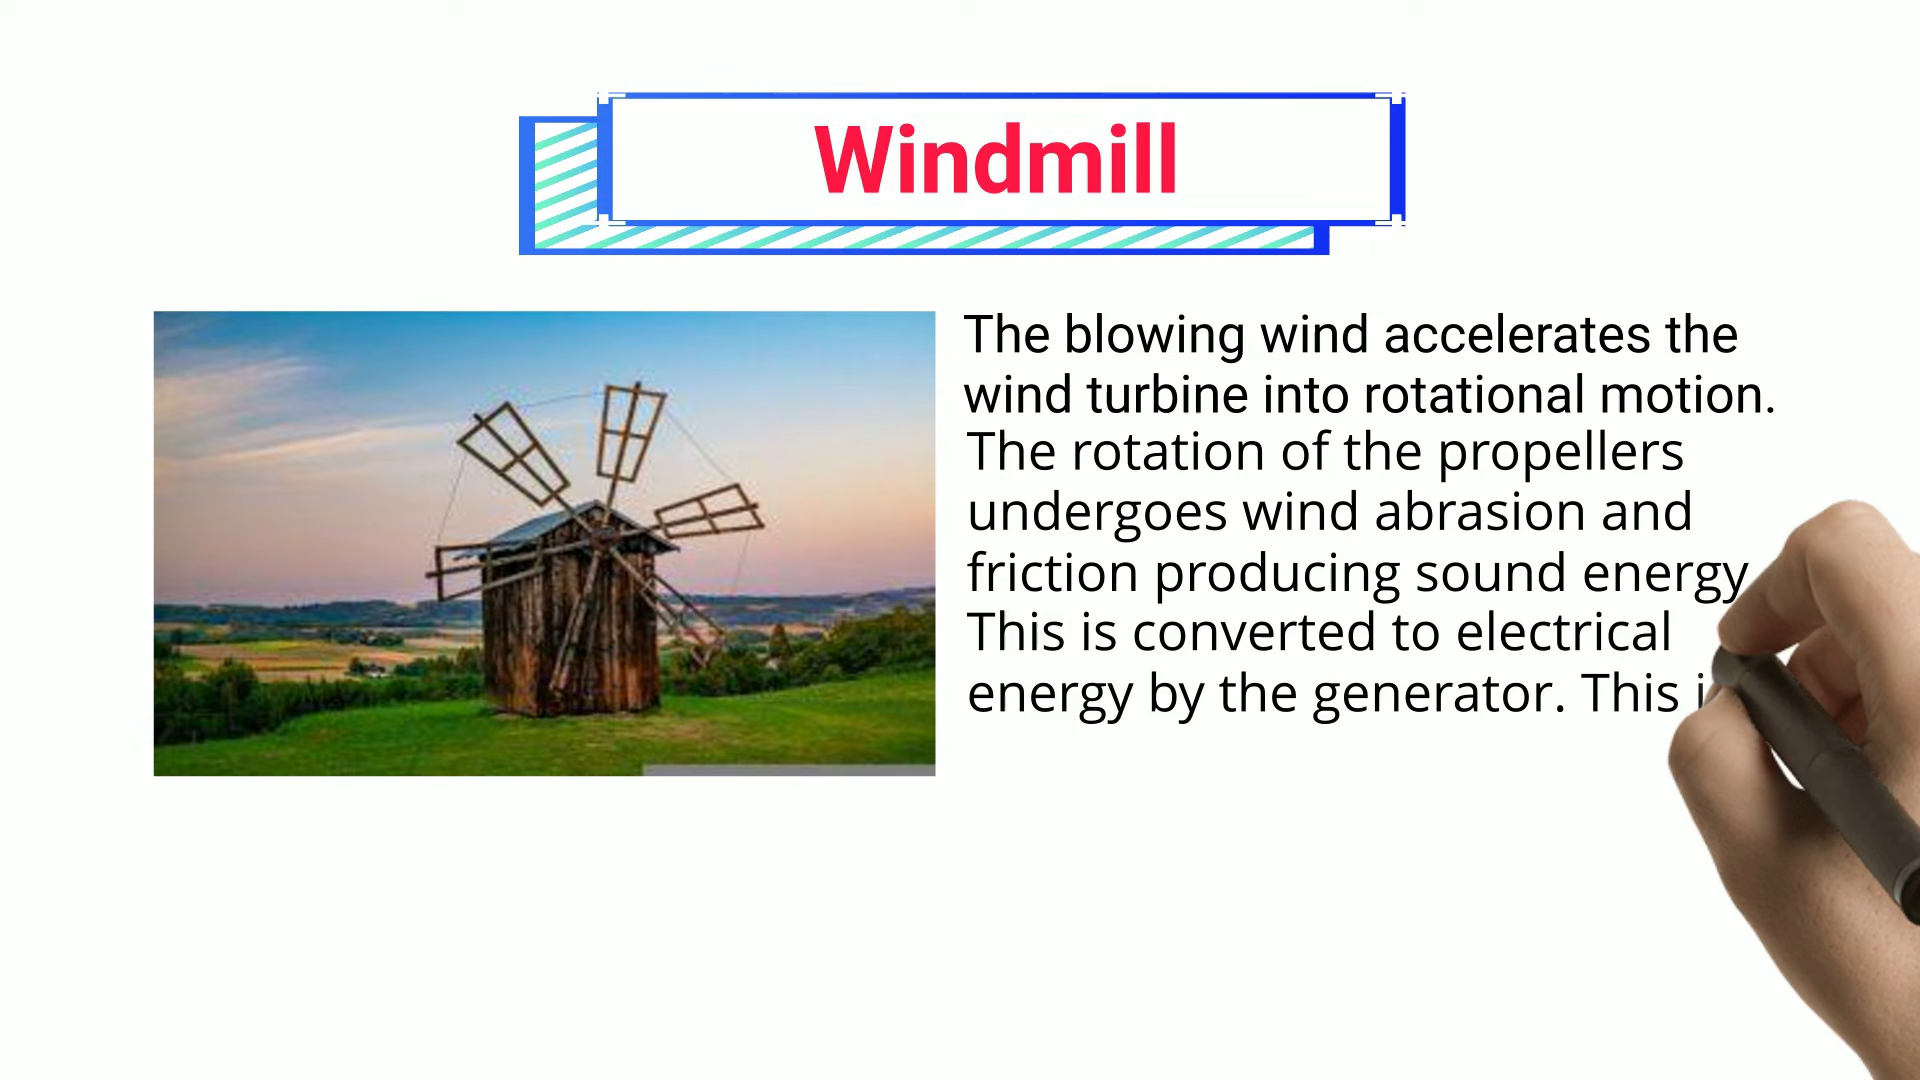 Windmill
The blowing wind accelerates the
wind turbine into rotational motion.
The rotation of the propellers
undergoes wind abrasion and
friction producing sound energy
This is converted to electrical
energy by the generator. This i